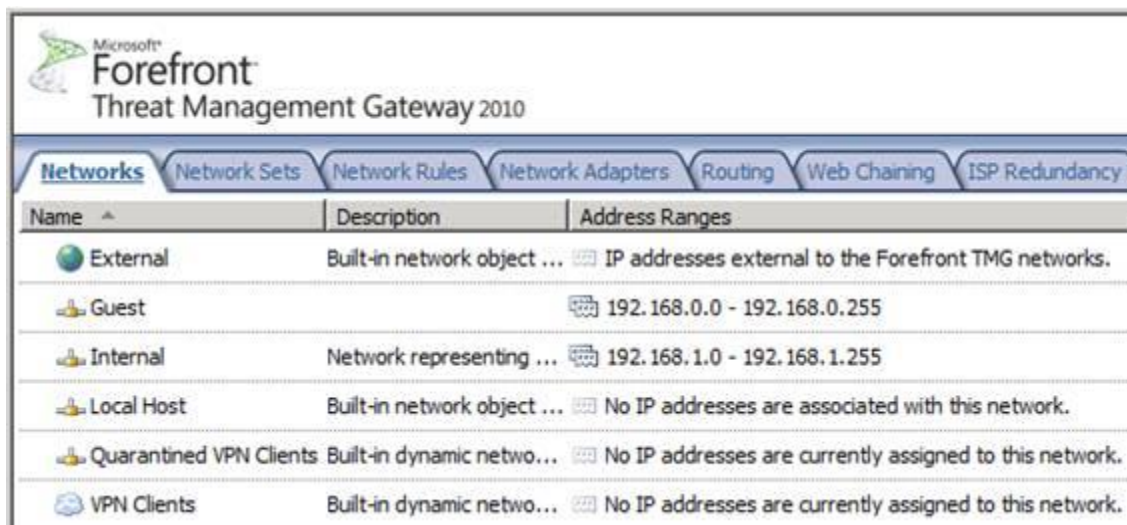 Microsoft®
Forefront™
Threat Management Gateway 2010
Networks Network Sets Network Rules Network Adapters Routing Web Chaining ISP Redundancy
Name Description Address Ranges
External Built-in network object ... IP addresses external to the Forefront TMG networks.
Guest 192.168.0.0 - 192.168.0.255
Internal Network representing ... 192.168.1.0 - 192.168.1.255
Local Host Built-in network object ... No IP addresses are associated with this network.
Quarantined VPN Clients Built-in dynamic netwo... No IP addresses are currently assigned to this network.
VPN Clients Built-in dynamic netwo... No IP addresses are currently assigned to this network.